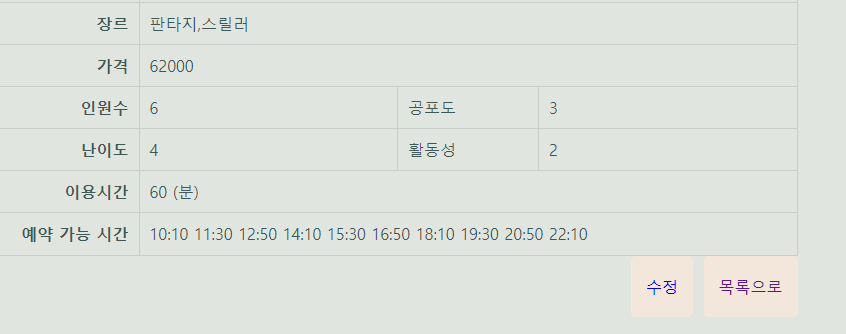 장르 판타지,스릴러
가격 62000
인원수 6 공포도 3
난이도 4 활동성 2
이용시간 60 (분)
예약 가능 시간 10:10 11:30 12:50 14:10 15:30 16:50 18:10 19:30 20:50 22:10
수정 목록으로